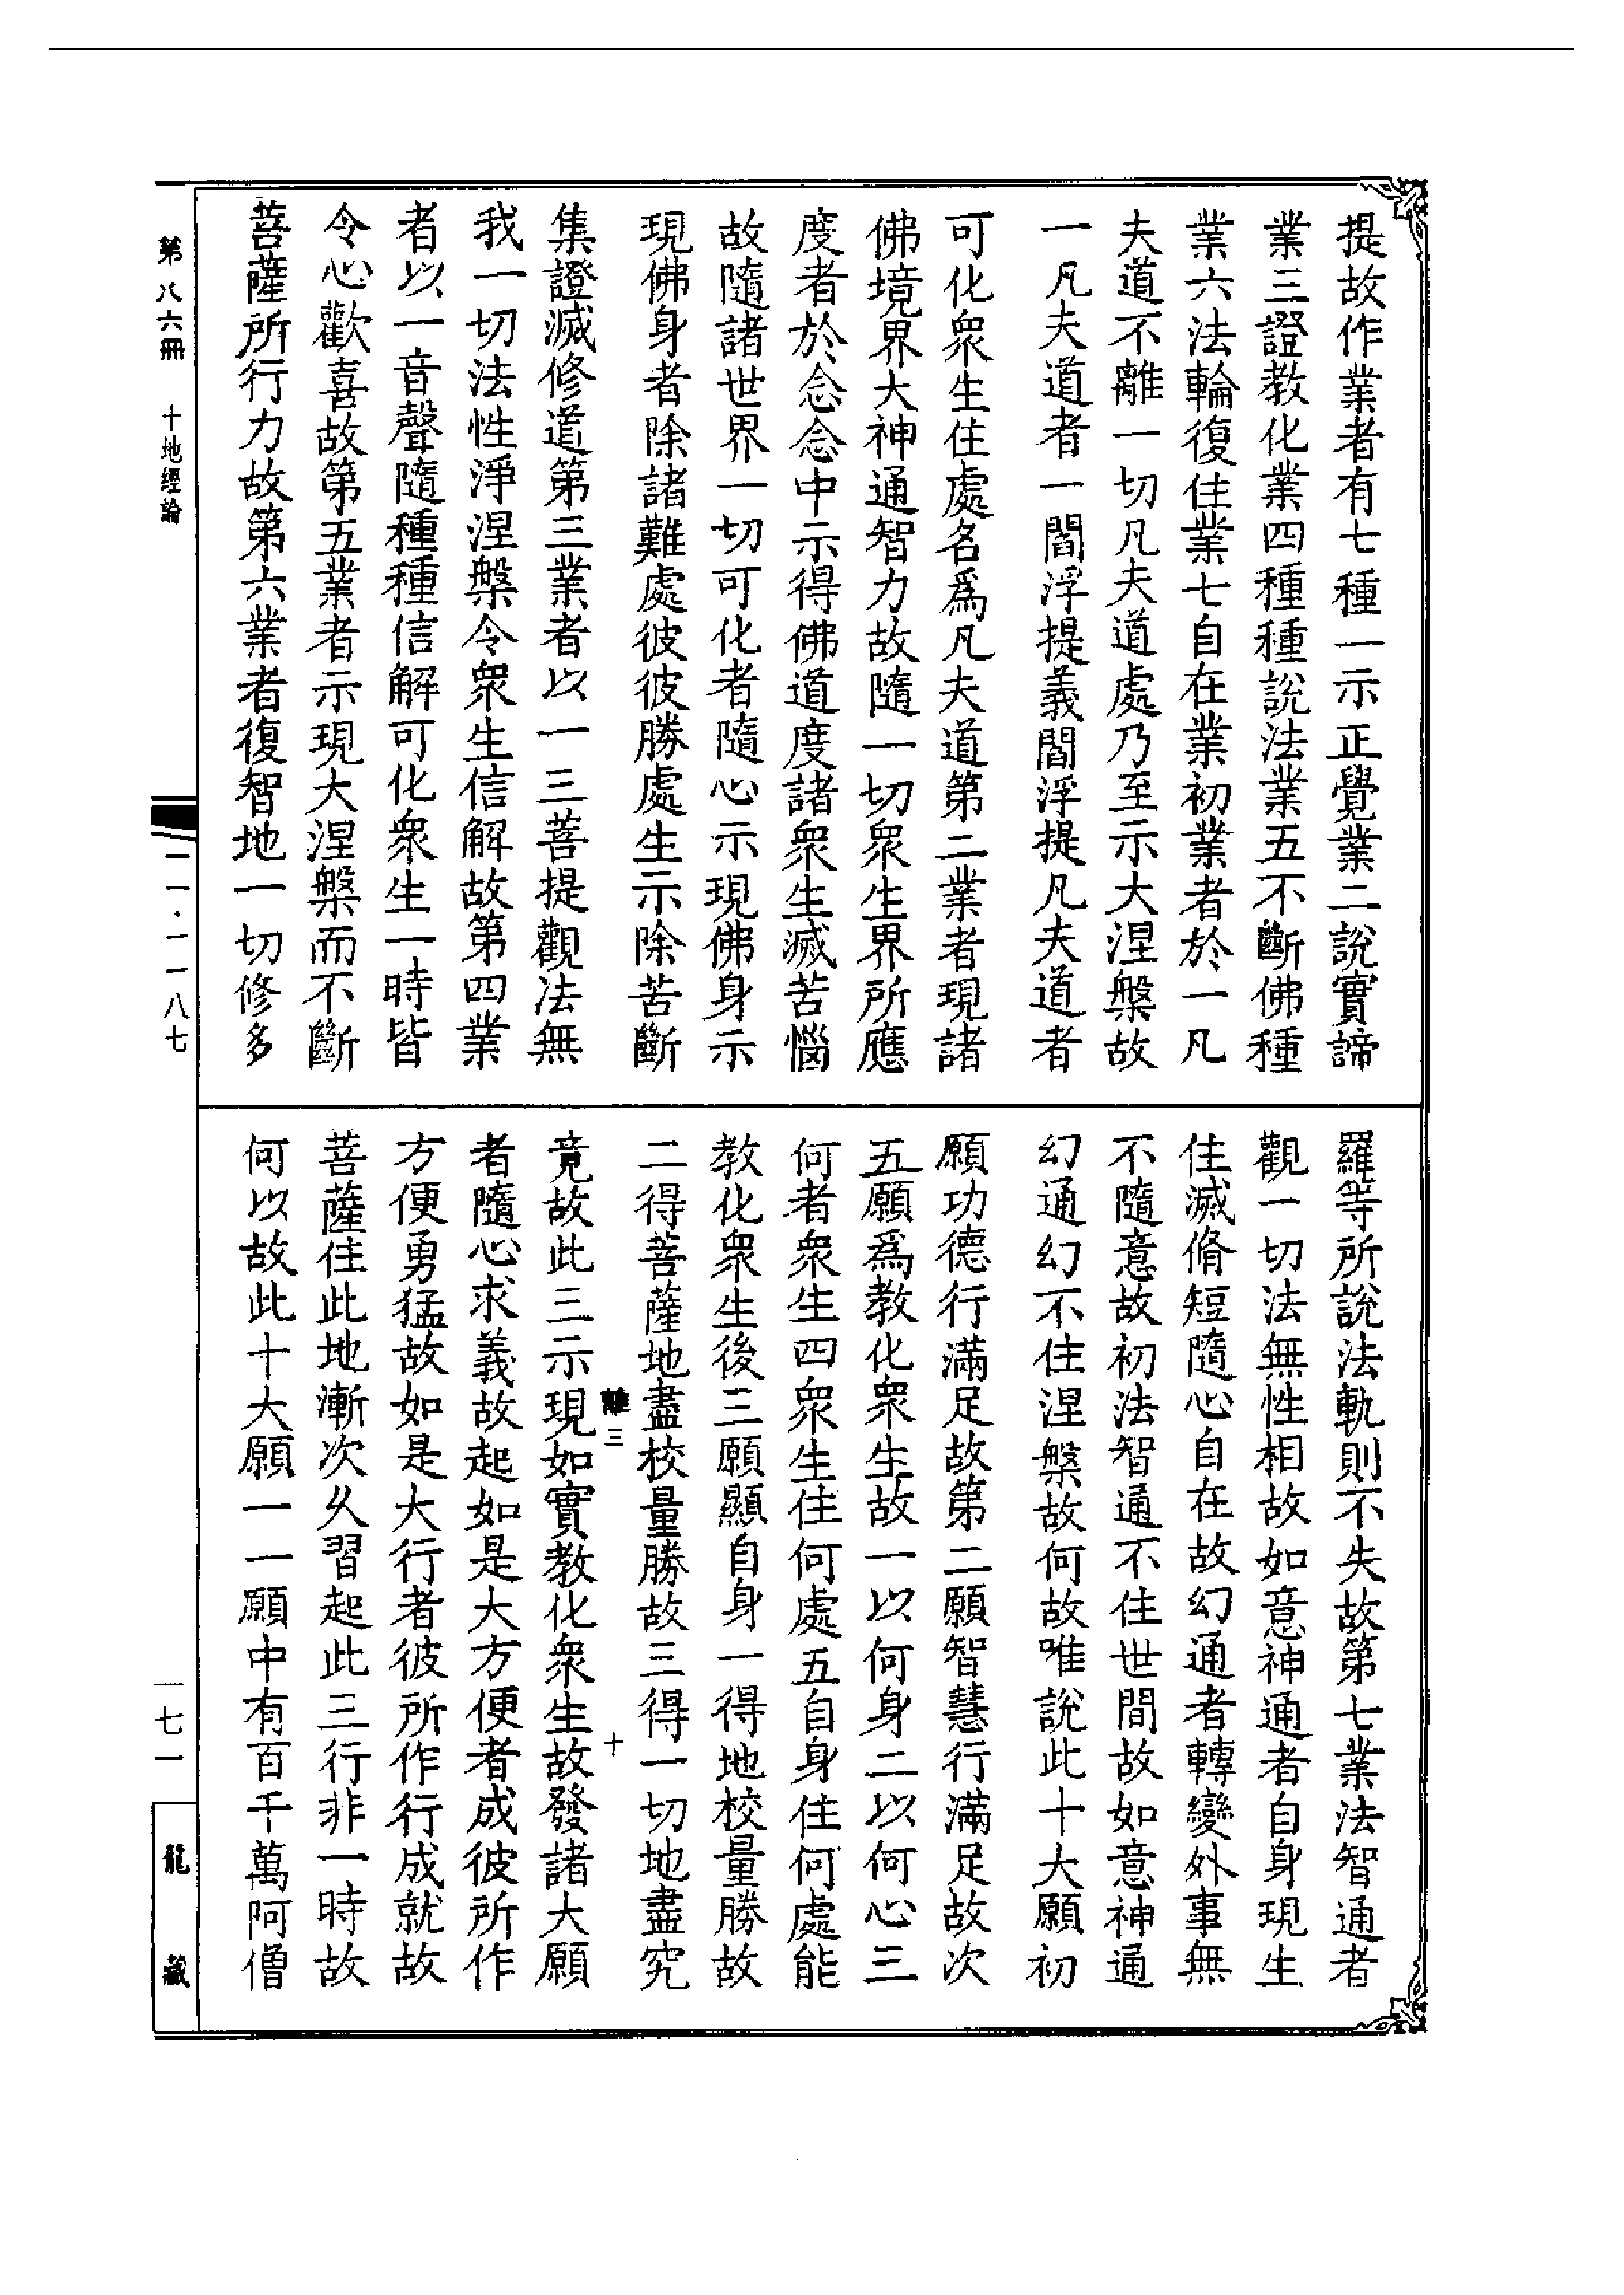 提故作業者有七種一示正覺業二說實諦
業三證教化業四種種說法業五不斷佛種
業六法輪復住業七自在業初業者於一凡
夫道不離一切凡夫道處乃至示大涅槃故
一凡夫道者一閻浮提義閻浮提凡夫道者
可化衆生住處名爲凡夫道第二業者現諸
佛境界大神通智力故隨一切衆生界所應
度者於念念中示得佛道度諸衆生滅苦惱
故隨諸世界一切可化者隨心示現佛身示
現佛身者除諸難處彼彼勝處生示除苦斷
集證滅修道第三業者以一三菩提觀法無
我一切法性淨涅槃令衆生信解故第四業
者以一音聲隨種種信解可化衆生一時皆
令心歡喜故第五業者示現大涅槃而不斷
菩薩所行力故第六業者復智地一切修多
羅等所說法軌則不失故第七業法智通者
觀一切法無性相故如意神通者自身現生
住滅脩短隨心自在故幻通者轉變外事無
不隨意故初法智通不住世間故如意神通
幻通幻不住涅槃故何故唯說此十大願初
願功德行滿足故第二願智慧行滿足故次
五願爲教化衆生故一以何身二以何心三
何者衆生四衆生住何處五自身住何處能
教化衆生後三願顯自身一得地校量勝故
二得菩薩地盡校量勝故三得一切地盡究
離三 十
竟故此三示現如實教化衆生故發諸大願
者隨心求義故起如是大方便者成彼所作
方便勇猛故如是大行者彼所作行成就故
菩薩住此地漸次久習起此三行非一時故
何以故此十大願一一願中有百千萬阿僧
第八六冊 十地經論
一一·一一八七
一七一
龍藏